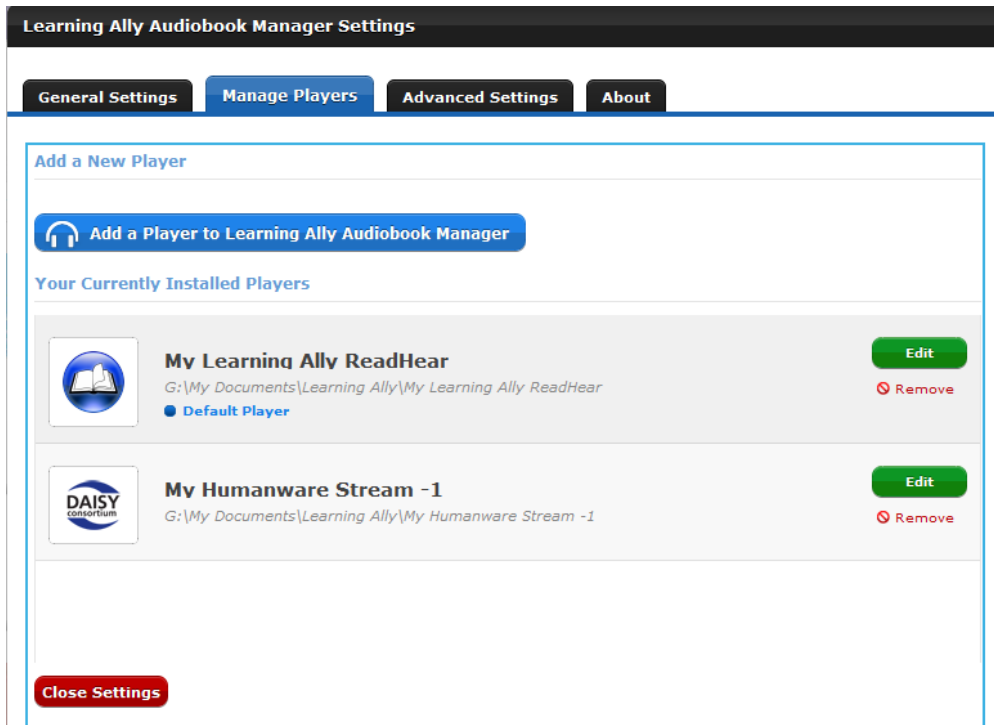 Learning Ally Audiobook Manager Settings
General Settings Manage Players Advanced Settings About
Add a New Player
Add a Player to Learning Ally Audiobook Manager
Your Currently Installed Players
My Learning Ally ReadHear
G:\My Documents\Learning Ally\My Learning Ally ReadHear
Default Player
Edit
Remove
DAISY
consortium
My Humanware Stream -1
G:\My Documents\Learning Ally\My Humanware Stream -1
Edit
Remove
Close Settings